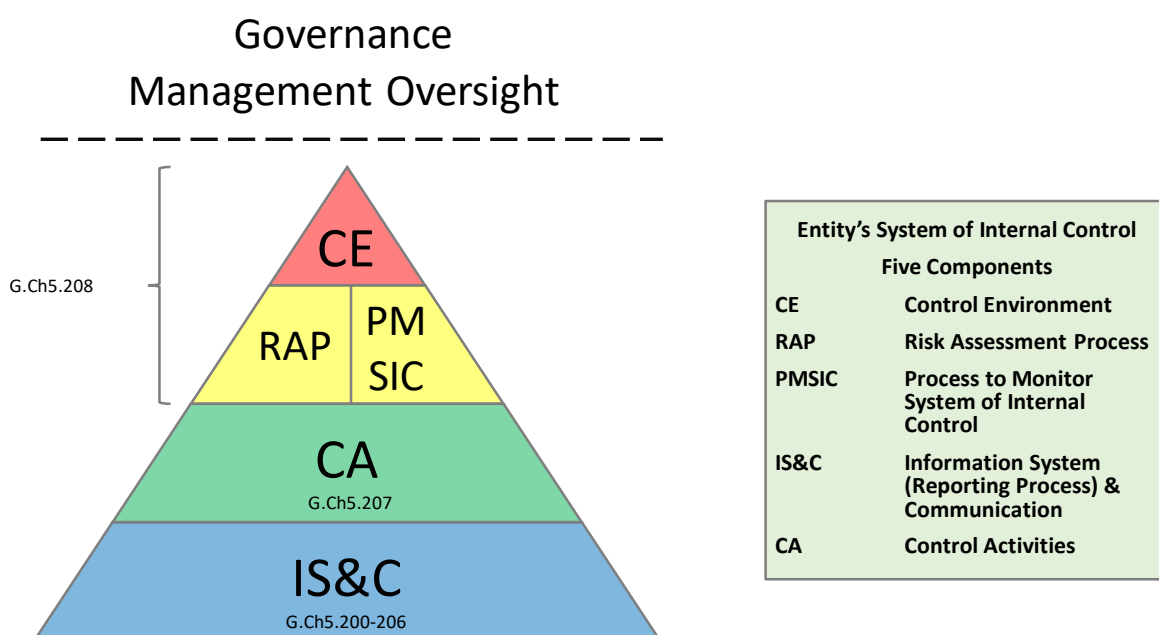 Governance
Management Oversight
G.Ch5.208
CE
RAP
PM
SIC
CA
G.Ch5.207
IS&C
G.Ch5.200-206
Entity’s System of Internal Control
Five Components
CE Control Environment
RAP Risk Assessment Process
PMSIC Process to Monitor
System of Internal
Control
IS&C Information System
(Reporting Process) &
Communication
CA Control Activities